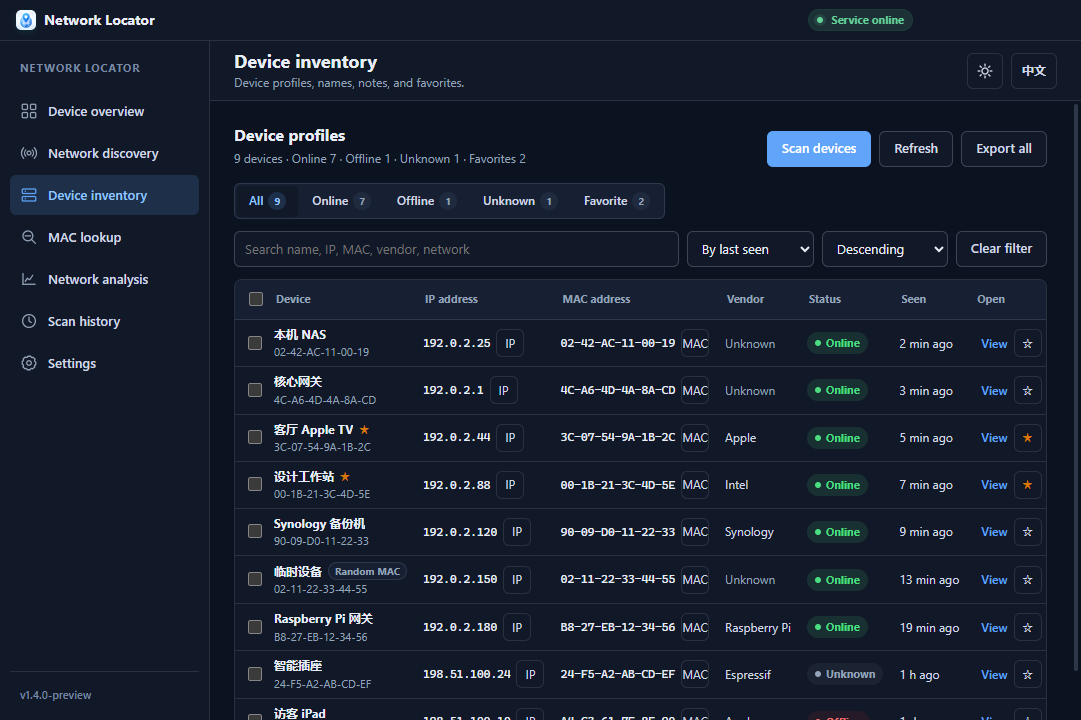 Network Locator
Service online
NETWORK LOCATOR
Device overview
Network discovery
Device inventory
MAC lookup
Network analysis
Scan history
Settings
v1.4.0-preview
Device inventory
Device profiles, names, notes, and favorites.
中文
Device profiles
9 devices · Online 7 · Offline 1 · Unknown 1 · Favorites 2
Scan devices Refresh Export all
All 9 Online 7 Offline 1 Unknown 1 Favorite 2
Search name, IP, MAC, vendor, network
By last seen Descending Clear filter
Device IP address MAC address Vendor Status Seen Open
本机 NAS
02-42-AC-11-00-19
192.0.2.25 IP 02-42-AC-11-00-19 MAC Unknown Online 2 min ago View ☆
核心网关
4C-A6-4D-4A-8A-CD
192.0.2.1 IP 4C-A6-4D-4A-8A-CD MAC Unknown Online 3 min ago View ☆
客厅 Apple TV ★
3C-07-54-9A-1B-2C
192.0.2.44 IP 3C-07-54-9A-1B-2C MAC Apple Online 5 min ago View ★
设计工作站 ★
00-1B-21-3C-4D-5E
192.0.2.88 IP 00-1B-21-3C-4D-5E MAC Intel Online 7 min ago View ★
Synology 备份机
90-09-D0-11-22-33
192.0.2.120 IP 90-09-D0-11-22-33 MAC Synology Online 9 min ago View ☆
临时设备 Random MAC
02-11-22-33-44-55
192.0.2.150 IP 02-11-22-33-44-55 MAC Unknown Online 13 min ago View ☆
Raspberry Pi 网关
B8-27-EB-12-34-56
192.0.2.180 IP B8-27-EB-12-34-56 MAC Raspberry Pi Online 19 min ago View ☆
智能插座
24-F5-A2-AB-CD-EF
198.51.100.24 IP 24-F5-A2-AB-CD-EF MAC Espressif Unknown 1 h ago View ☆
访客 iPad